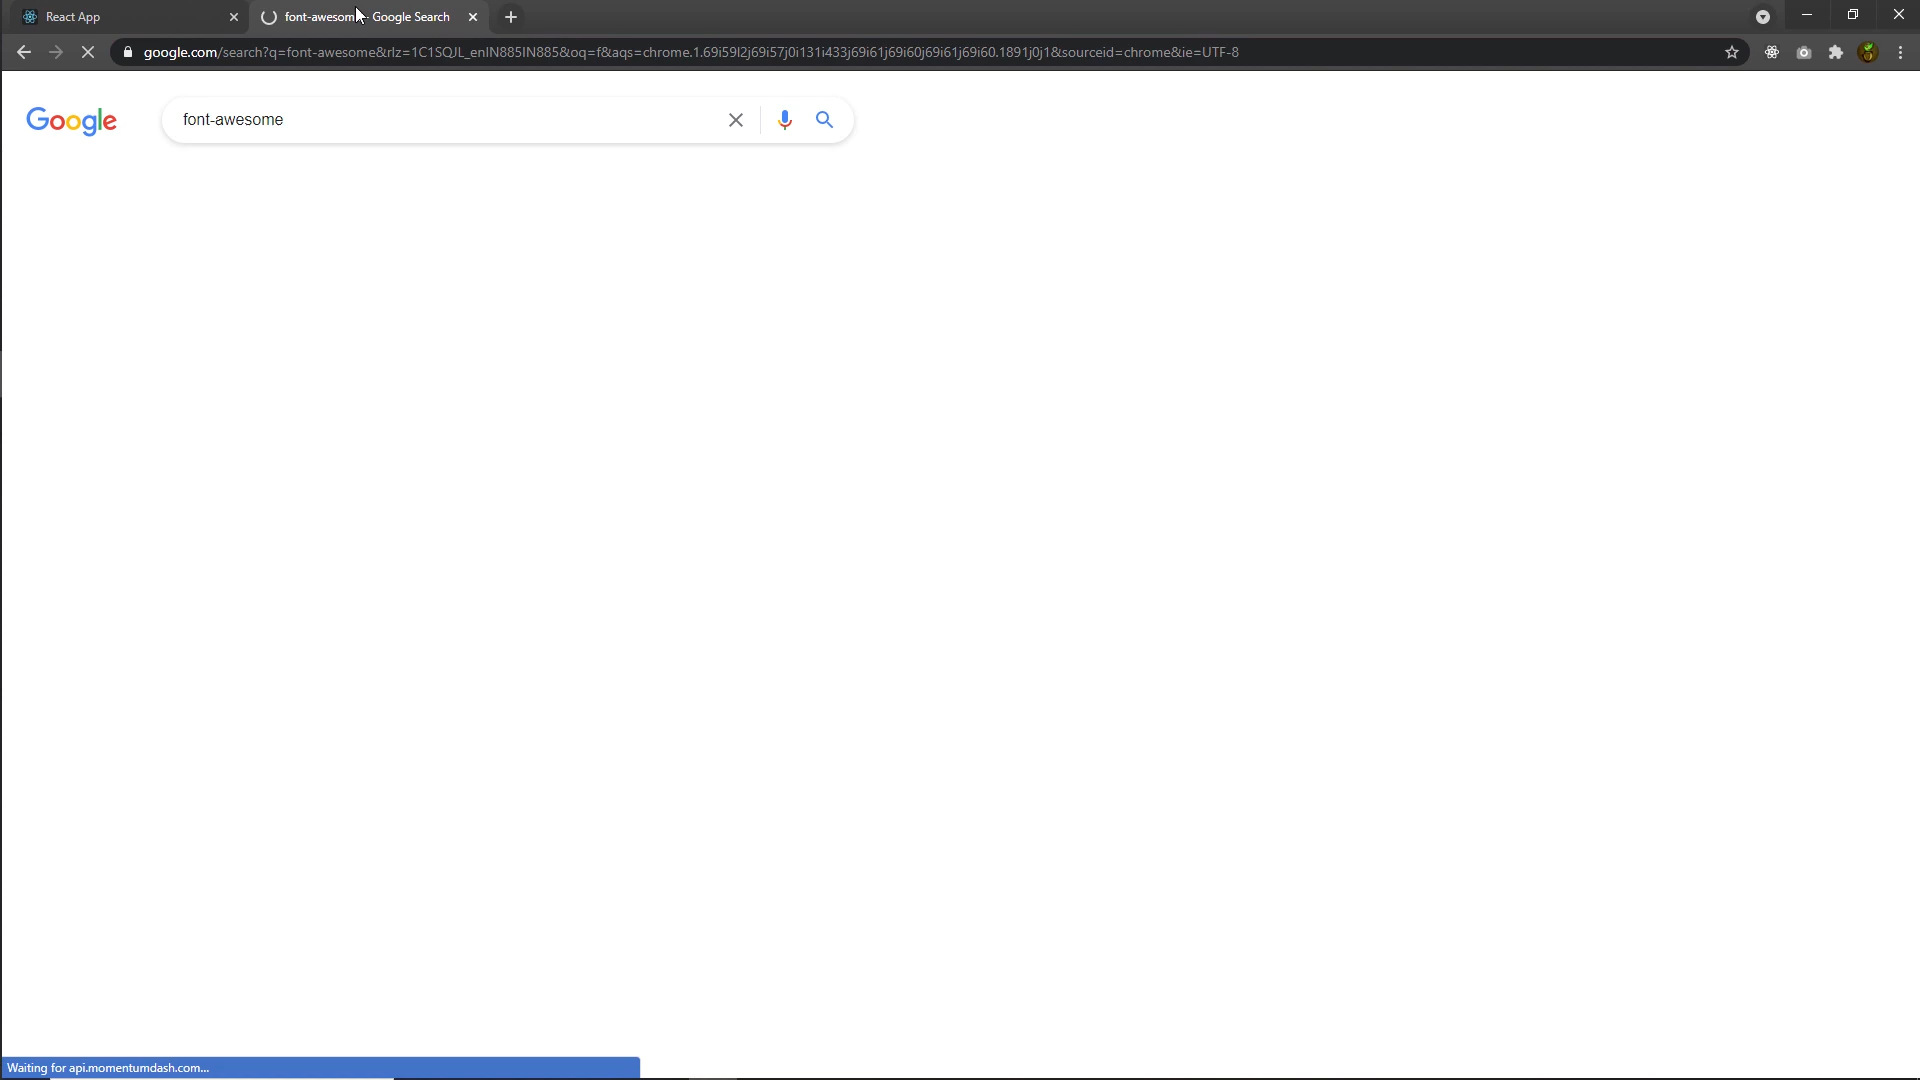 React App
font-awesom - Google Search
google.com/search?q=font-awesome&rlz=1C1SQJL_enIN885IN885&oq=f&aqs=chrome.1.69i59l2j69i57j0i131i433j69i61j69i60j69i61j69i60.1891j0j1&sourceid=chrome&ie=UTF-8
Google
font-awesome
Waiting for api.momentumdash.com...